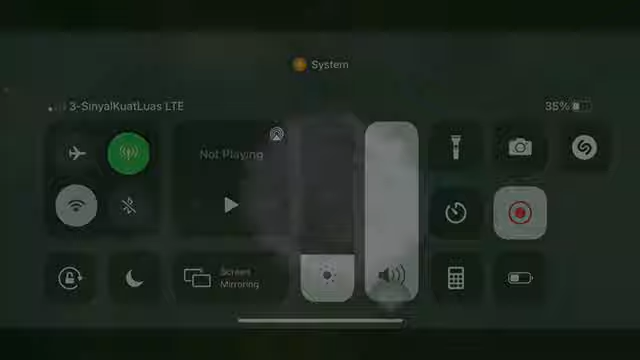 System
3-SinyalKuatLuas LTE
35%
Not Playing
Screen
Mirroring